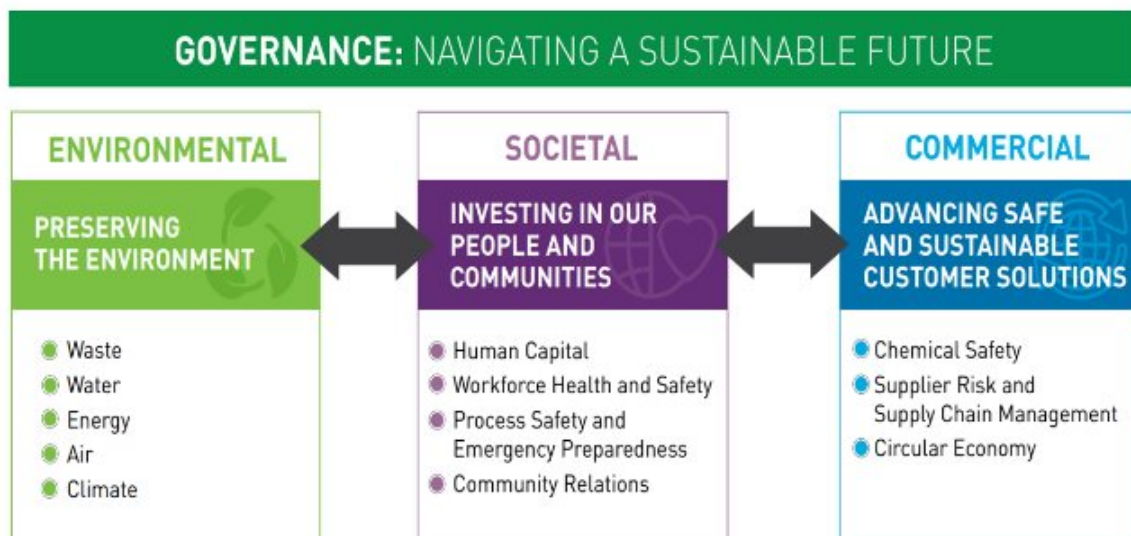 GOVERNANCE: NAVIGATING A SUSTAINABLE FUTURE
ENVIRONMENTAL
PRESERVING
THE ENVIRONMENT
Waste
Water
Energy
Air
Climate
SOCIETAL
INVESTING IN OUR
PEOPLE AND
COMMUNITIES
Human Capital
Workforce Health and Safety
Process Safety and
Emergency Preparedness
Community Relations
COMMERCIAL
ADVANCING SAFE
AND SUSTAINABLE
CUSTOMER SOLUTIONS
Chemical Safety
Supplier Risk and
Supply Chain Management
Circular Economy